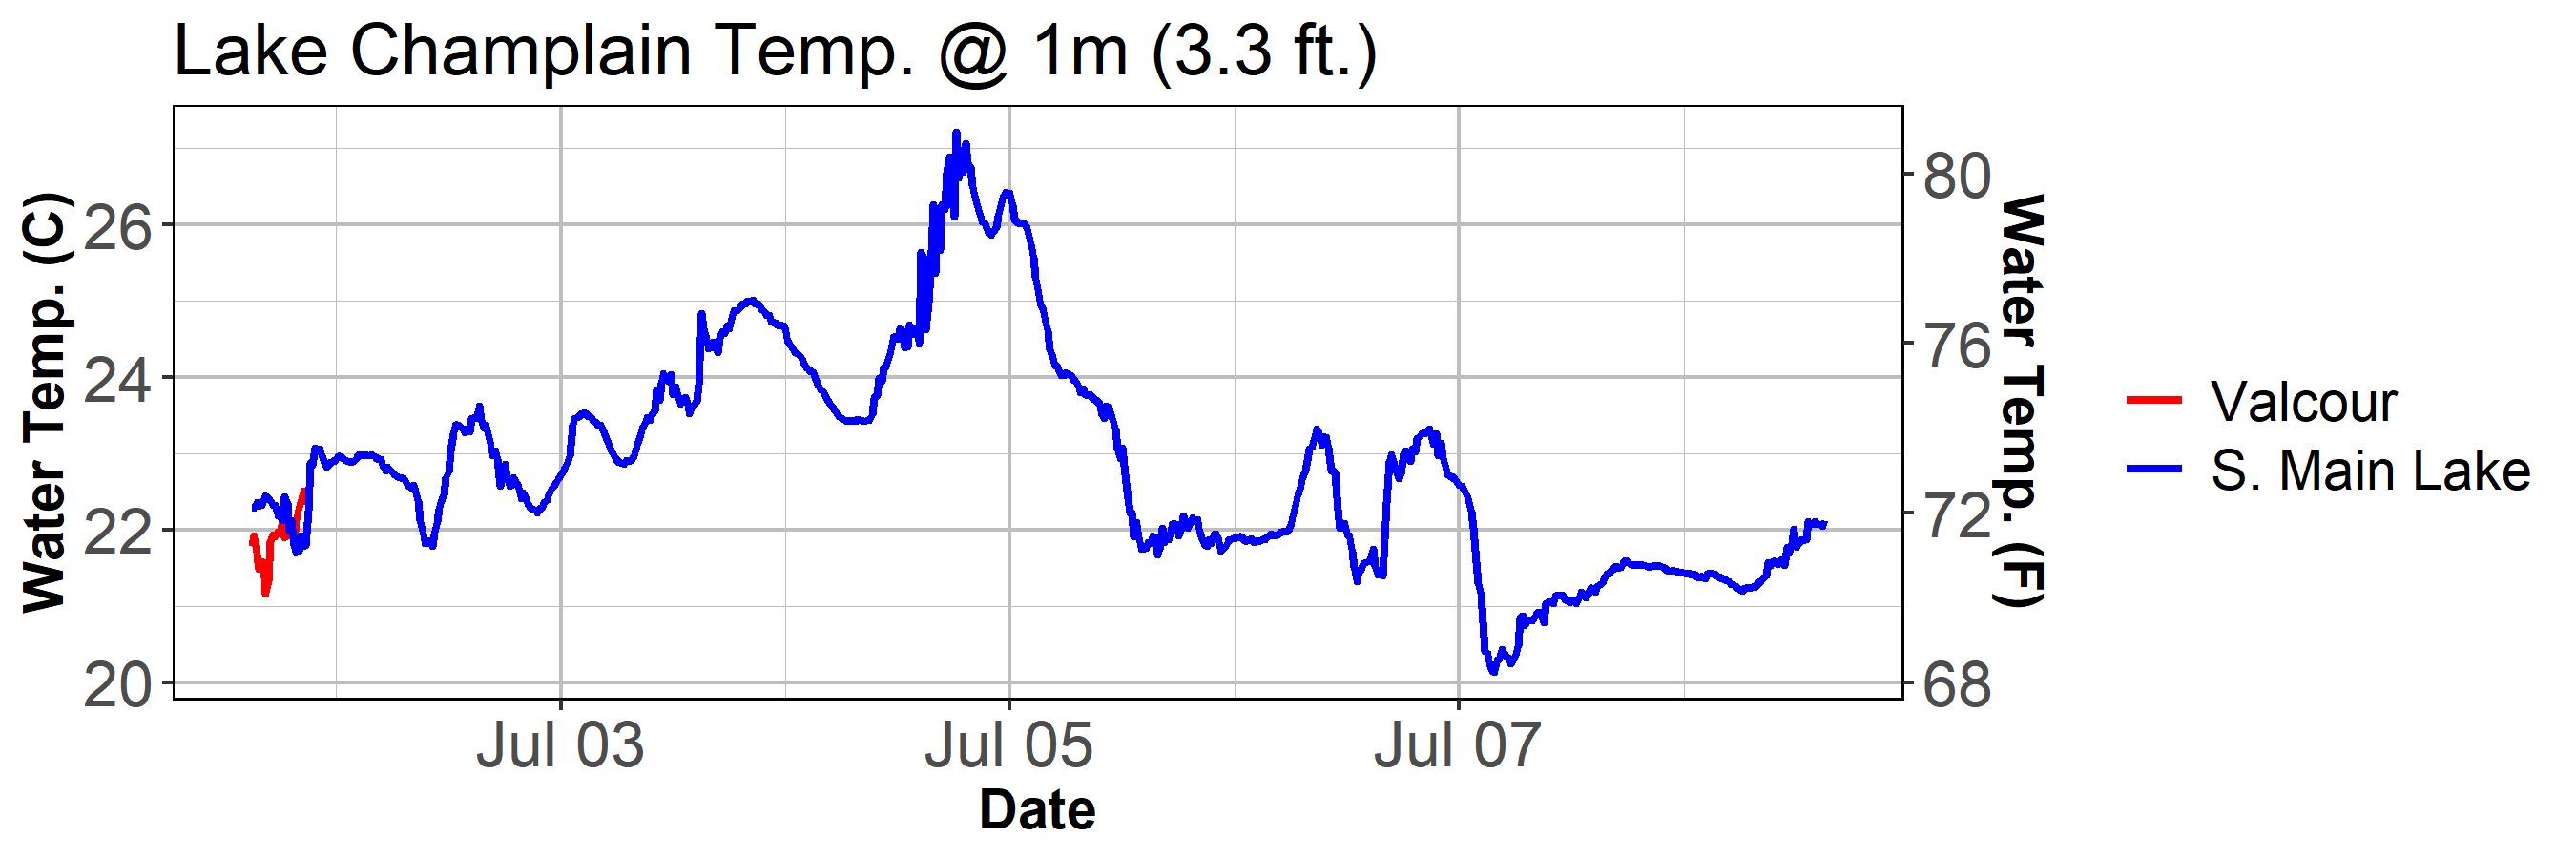 Lake Champlain Temp. @ 1m (3.3 ft.)
Water Temp. (C)
26
24
22
20
80
76
72
68
Water Temp. (F)
Jul 03
Jul 05
Jul 07
Date
Valcour
S. Main Lake